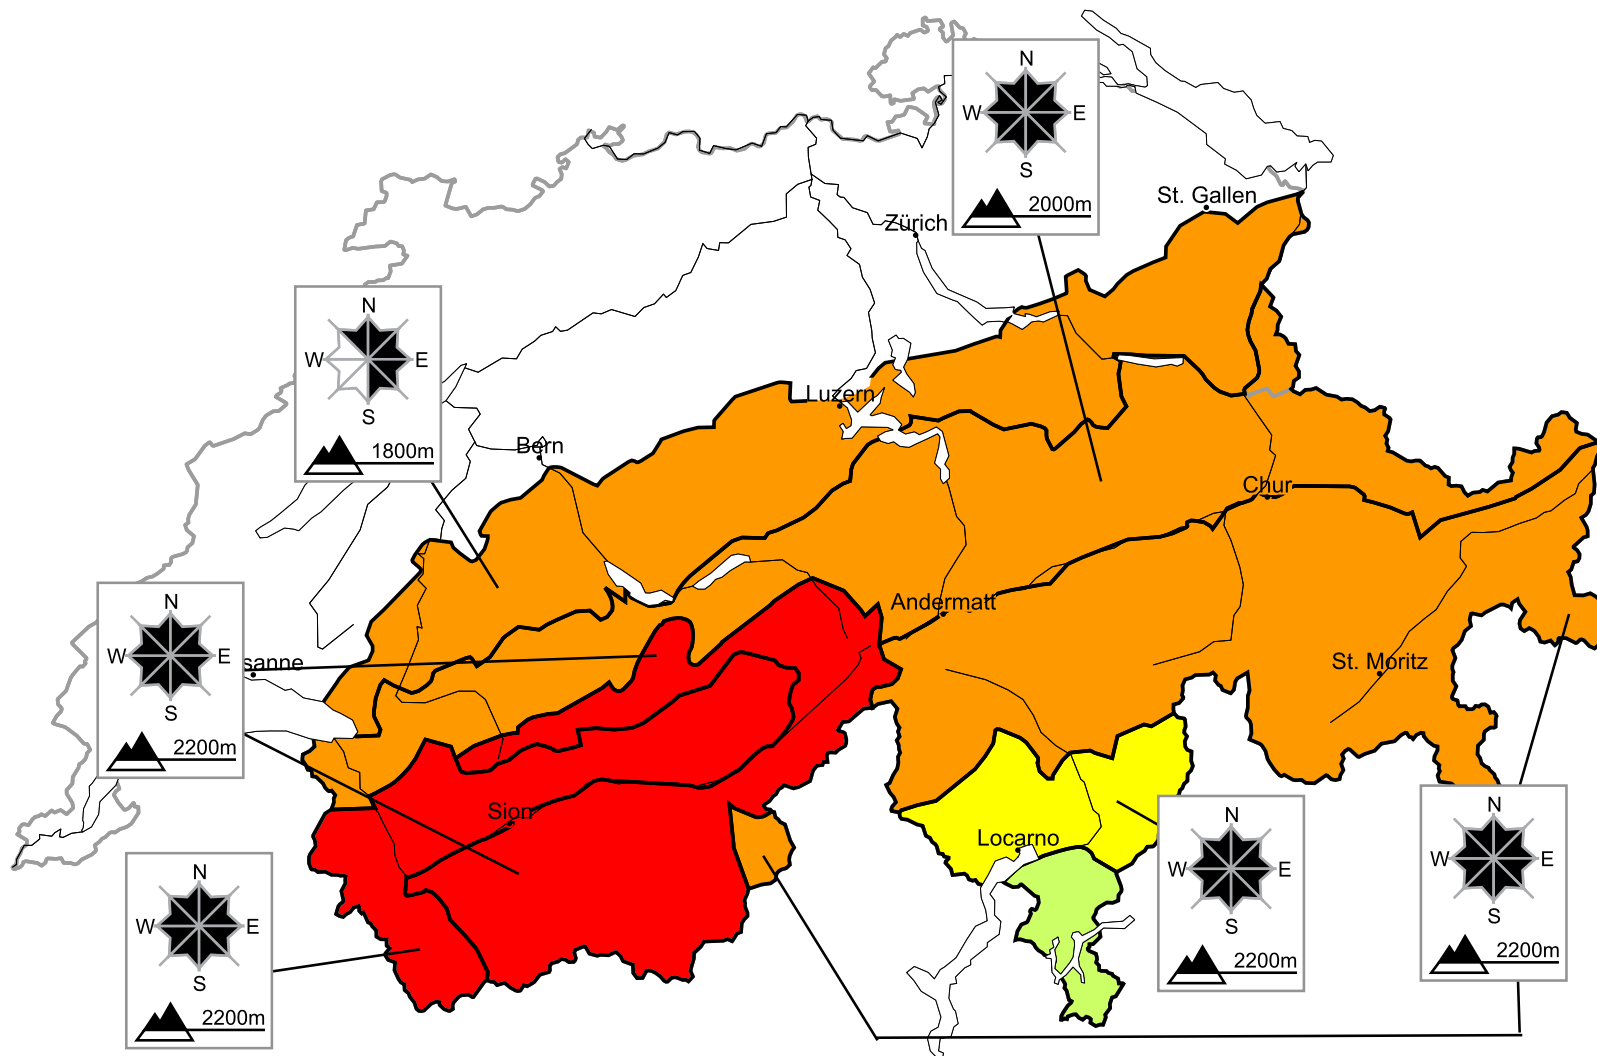 N
W E
S
2000m
St. Gallen
Zürich
N
W E
S
1800m
Luzern
Bern
Chur
N
W E
S
2200m
sanne
Andermatt
St. Moritz
Sion
Locarno
N
W E
S
2200m
N
W E
S
2200m
N
W E
S
2200m